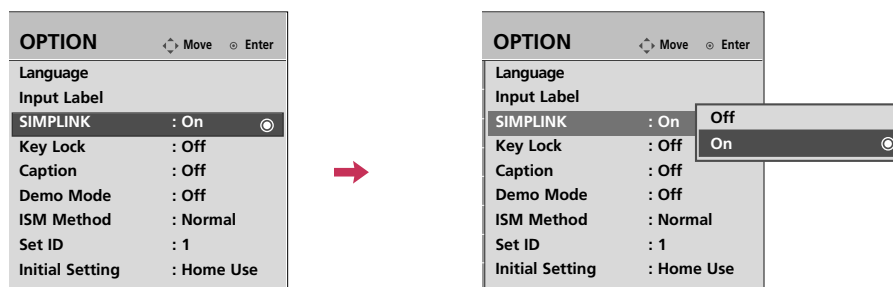 OPTION Move Enter
Language
Input Label
SIMPLINK : On
Key Lock : Off
Caption : Off
Demo Mode : Off
ISM Method : Normal
Set ID : 1
Initial Setting : Home Use
OPTION Move Enter
Language
Input Label
SIMPLINK : On
Key Lock : Off
Caption : Off
Demo Mode : Off
ISM Method : Normal
Set ID : 1
Initial Setting : Home Use
Off
On